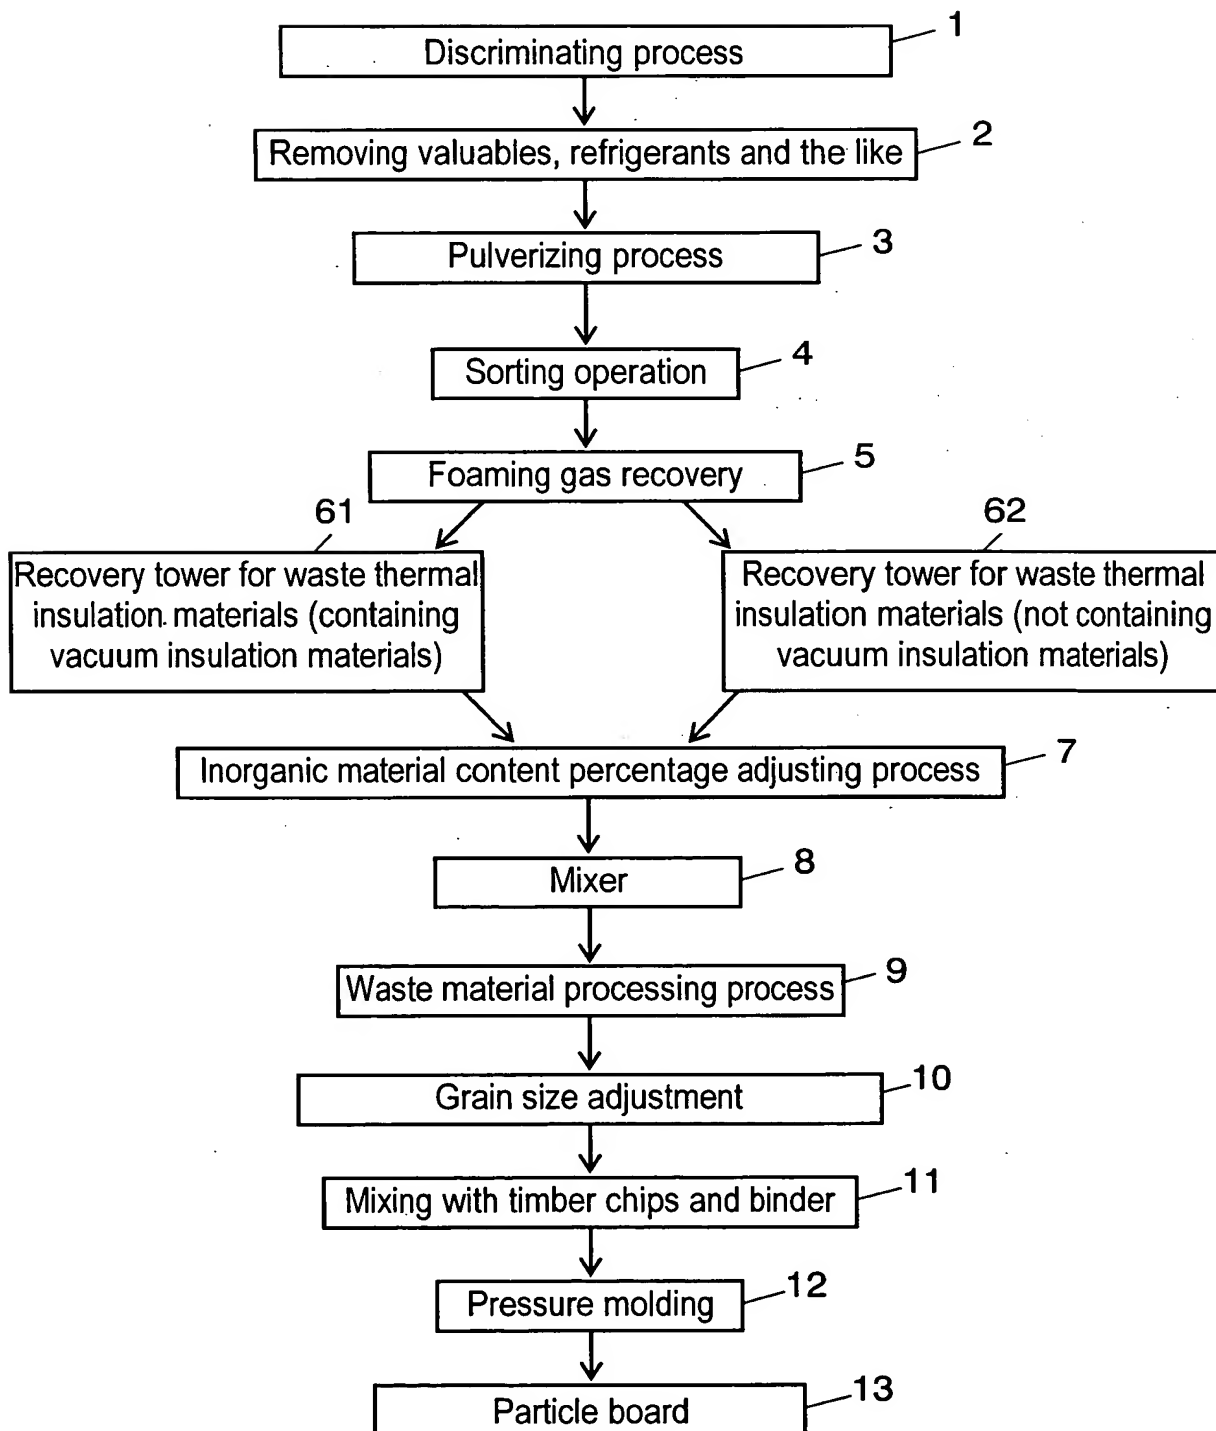 1
Discriminating process
2
Removing valuables, refrigerants and the like
3
Pulverizing process
4
Sorting operation
5
Foaming gas recovery
61
Recovery tower for waste thermal
insulation materials (containing
vacuum insulation materials)
62
Recovery tower for waste thermal
insulation materials (not containing
vacuum insulation materials)
7
Inorganic material content percentage adjusting process
8
Mixer
9
Waste material processing process
10
Grain size adjustment
11
Mixing with timber chips and binder
12
Pressure molding
13
Particle board